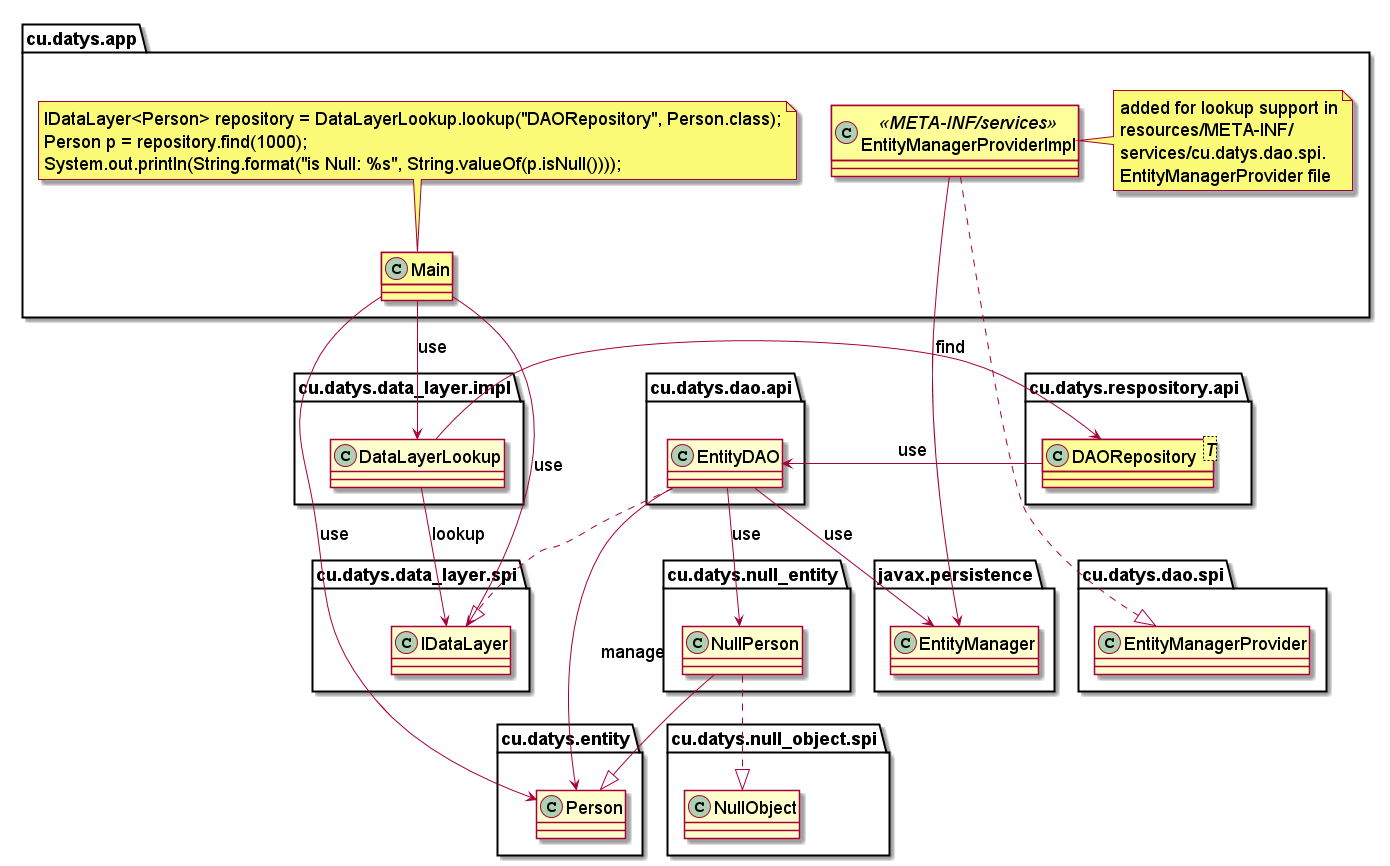 cu.datys.app
IDataLayer<Person> repository = DataLayerLookup.lookup("DAORepository", Person.class);
Person p = repository.find(1000);
System.out.println(String.format("is Null: %s", String.valueOf(p.isNull())));
C
«META-INF/services»
EntityManagerProviderImpl
added for lookup support in
resources/META-INF/
services/cu.datys.dao.spi.
EntityManagerProvider file
C Main
use
find
cu.datys.data_layer.impl
cu.datys.dao.api
cu.datys.respository.api
C DataLayerLookup
C EntityDAO
use
C DAORepository
T
use
use
lookup
use
use
cu.datys.data_layer.spi
cu.datys.null_entity
javax.persistence
cu.datys.dao.spi
C IDataLayer
manage
C NullPerson
C EntityManager
C EntityManagerProvider
cu.datys.entity
cu.datys.null_object.spi
C Person
C NullObject